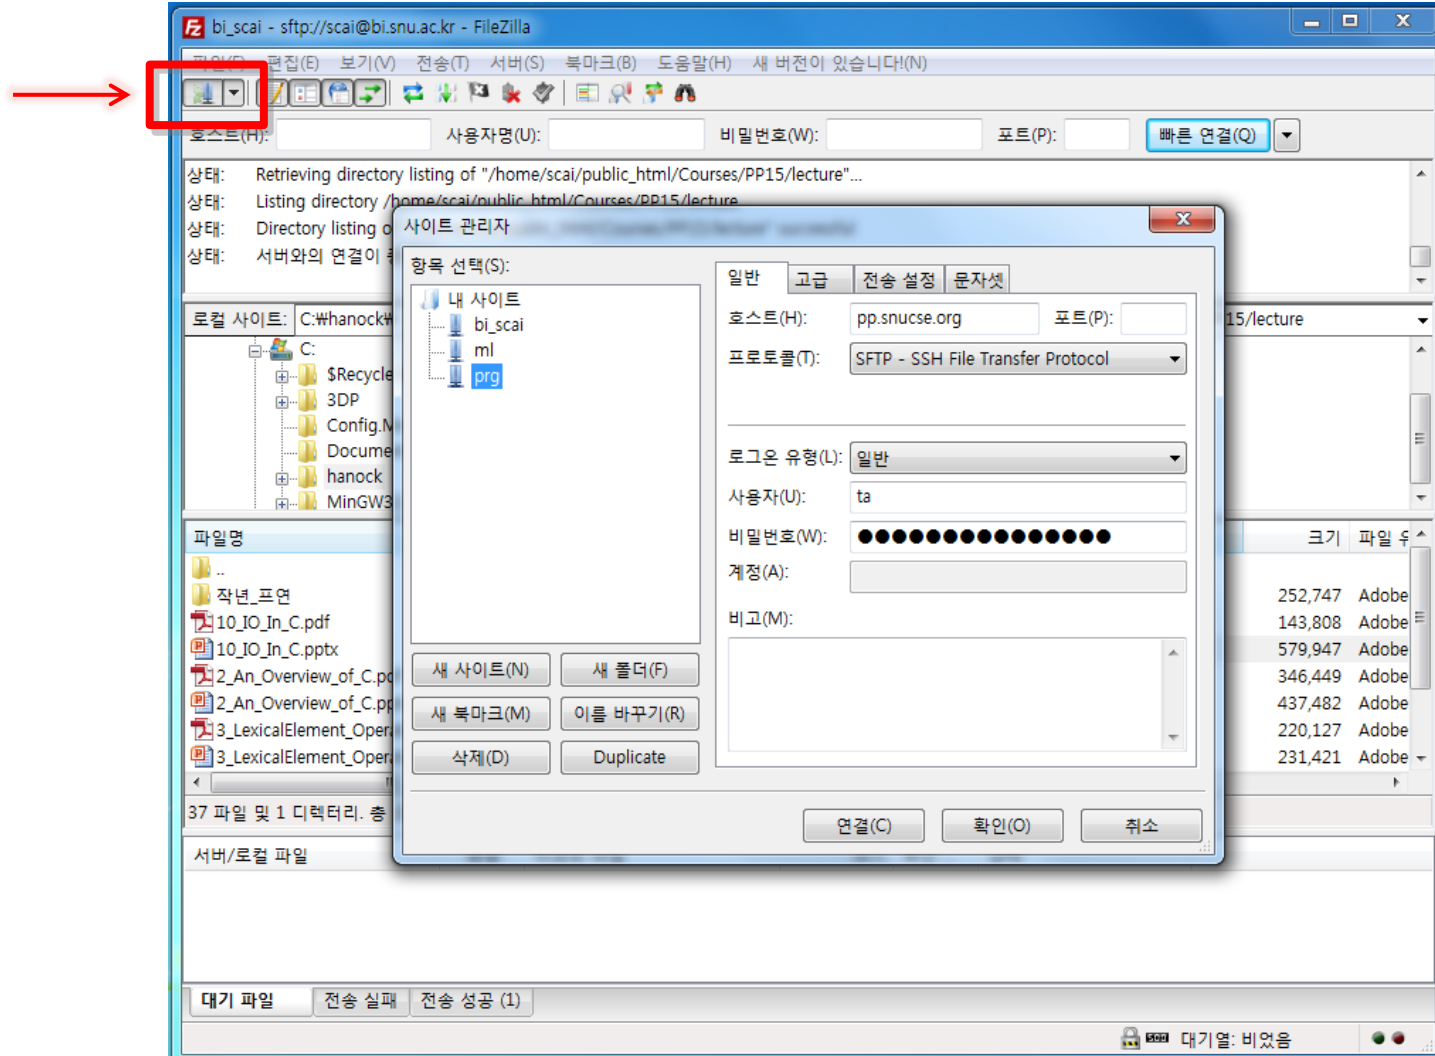 bi_scai - sftp://scai@bi.snu.ac.kr - FileZilla
편집(E) 보기(V) 전송(T) 서버(S) 북마크(B) 도움말(H) 새 버전이 있습니다!(N)
호스트(H): 사용자명(U): 비밀번호(W): 포트(P): 빠른 연결(Q)
상태: Retrieving directory listing of "/home/scai/public_html/Courses/PP15/lecture"...
상태: Listing directory /home/scai/public_html/Courses/PP15/lecture
상태: Directory listing o
상태: 서버와의 연결이
사이트 관리자
항목 선택(S):
내 사이트
bi_scai
ml
prg
새 사이트(N) 새 폴더(F)
새 북마크(M) 이름 바꾸기(R)
삭제(D) Duplicate
일반 고급 전송 설정 문자셋
호스트(H): pp.snucse.org 포트(P):
프로토콜(T): SFTP - SSH File Transfer Protocol
로그온 유형(L): 일반
사용자(U): ta
비밀번호(W): ●●●●●●●●●●●●●●●
계정(A):
비고(M):
연결(C) 확인(O) 취소
로컬 사이트: C:₩hanock₩ 15/lecture
C:
$Recycle
3DP
Config.M
Docume
hanock
MinGW3
파일명 크기 파일 유
..
작년_프연 252,747 Adobe
10_IO_In_C.pdf 143,808 Adobe
10_IO_In_C.pptx 579,947 Adobe
2_An_Overview_of_C.pd 346,449 Adobe
2_An_Overview_of_C.pp 437,482 Adobe
3_LexicalElement_Opera 220,127 Adobe
3_LexicalElement_Opera 231,421 Adobe
37 파일 및 1 디렉터리. 총
서버/로컬 파일
대기 파일 전송 실패 전송 성공 (1)
대기열: 비었음